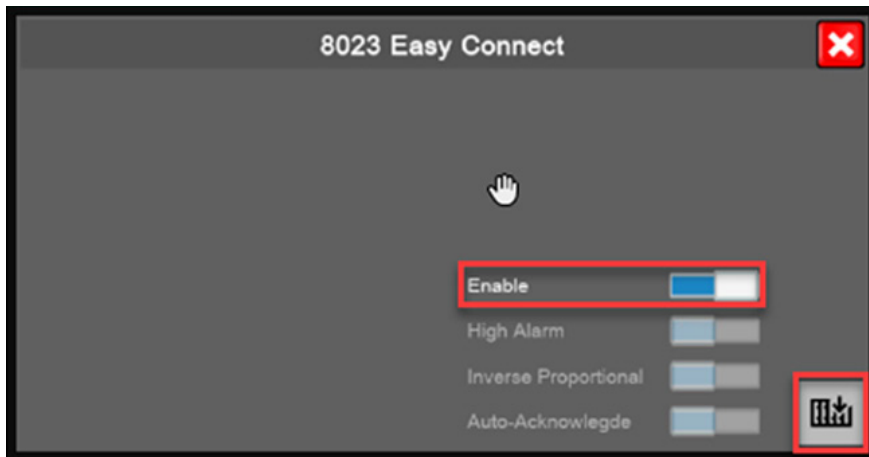 8023 Easy Connect
Enable
High Alarm
Inverse Proportional
Auto-Acknowlegde